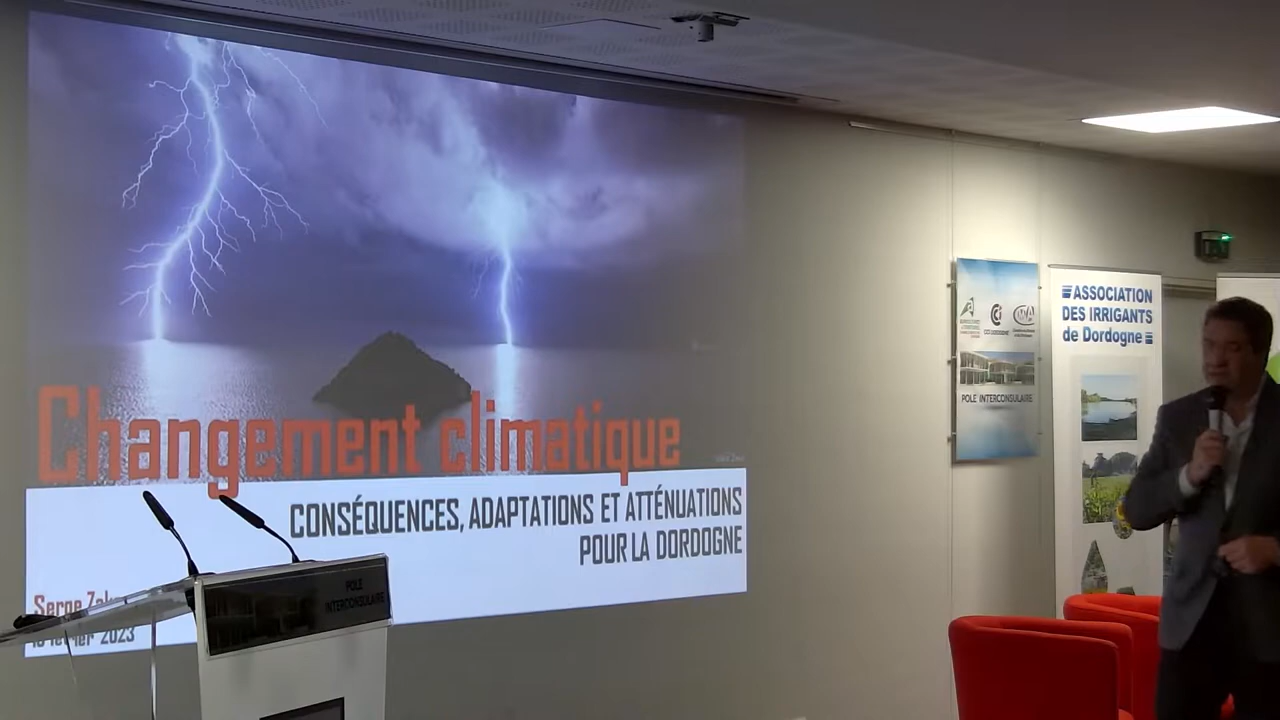 Changement climatique
CONSÉQUENCES, ADAPTATIONS ET ATTÉNUATIONS
POUR LA DORDOGNE
Serge
février 2023
POLE
INTERCONSULAIRE
POLE INTERCONSULAIRE
ASSOCIATION
DES IRRIGANTS
de Dordogne